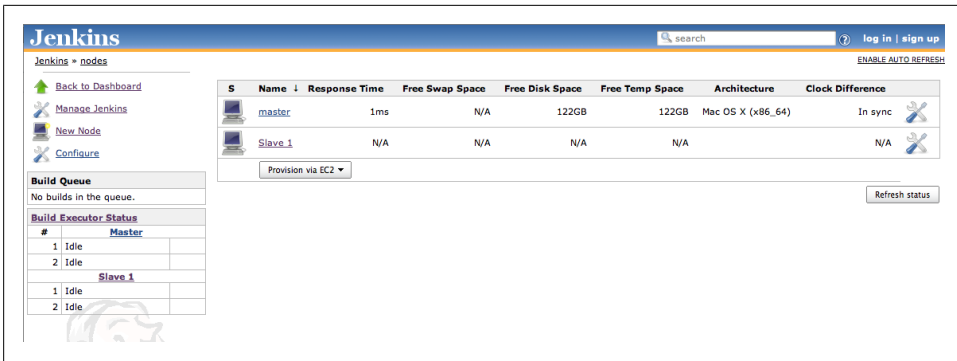 Jenkins
search
log in | sign up
Jenkins » nodes
ENABLE AUTO REFRESH
Back to Dashboard
Manage Jenkins
New Node
Configure
S Name ↓ Response Time Free Swap Space Free Disk Space Free Temp Space Architecture Clock Difference
master 1ms N/A 122GB 122GB Mac OS X (x86_64) In sync
Slave 1 N/A N/A N/A N/A N/A
Provision via EC2
Refresh status
Build Queue
No builds in the queue.
Build Executor Status
# Master
1 Idle
2 Idle
Slave 1
1 Idle
2 Idle